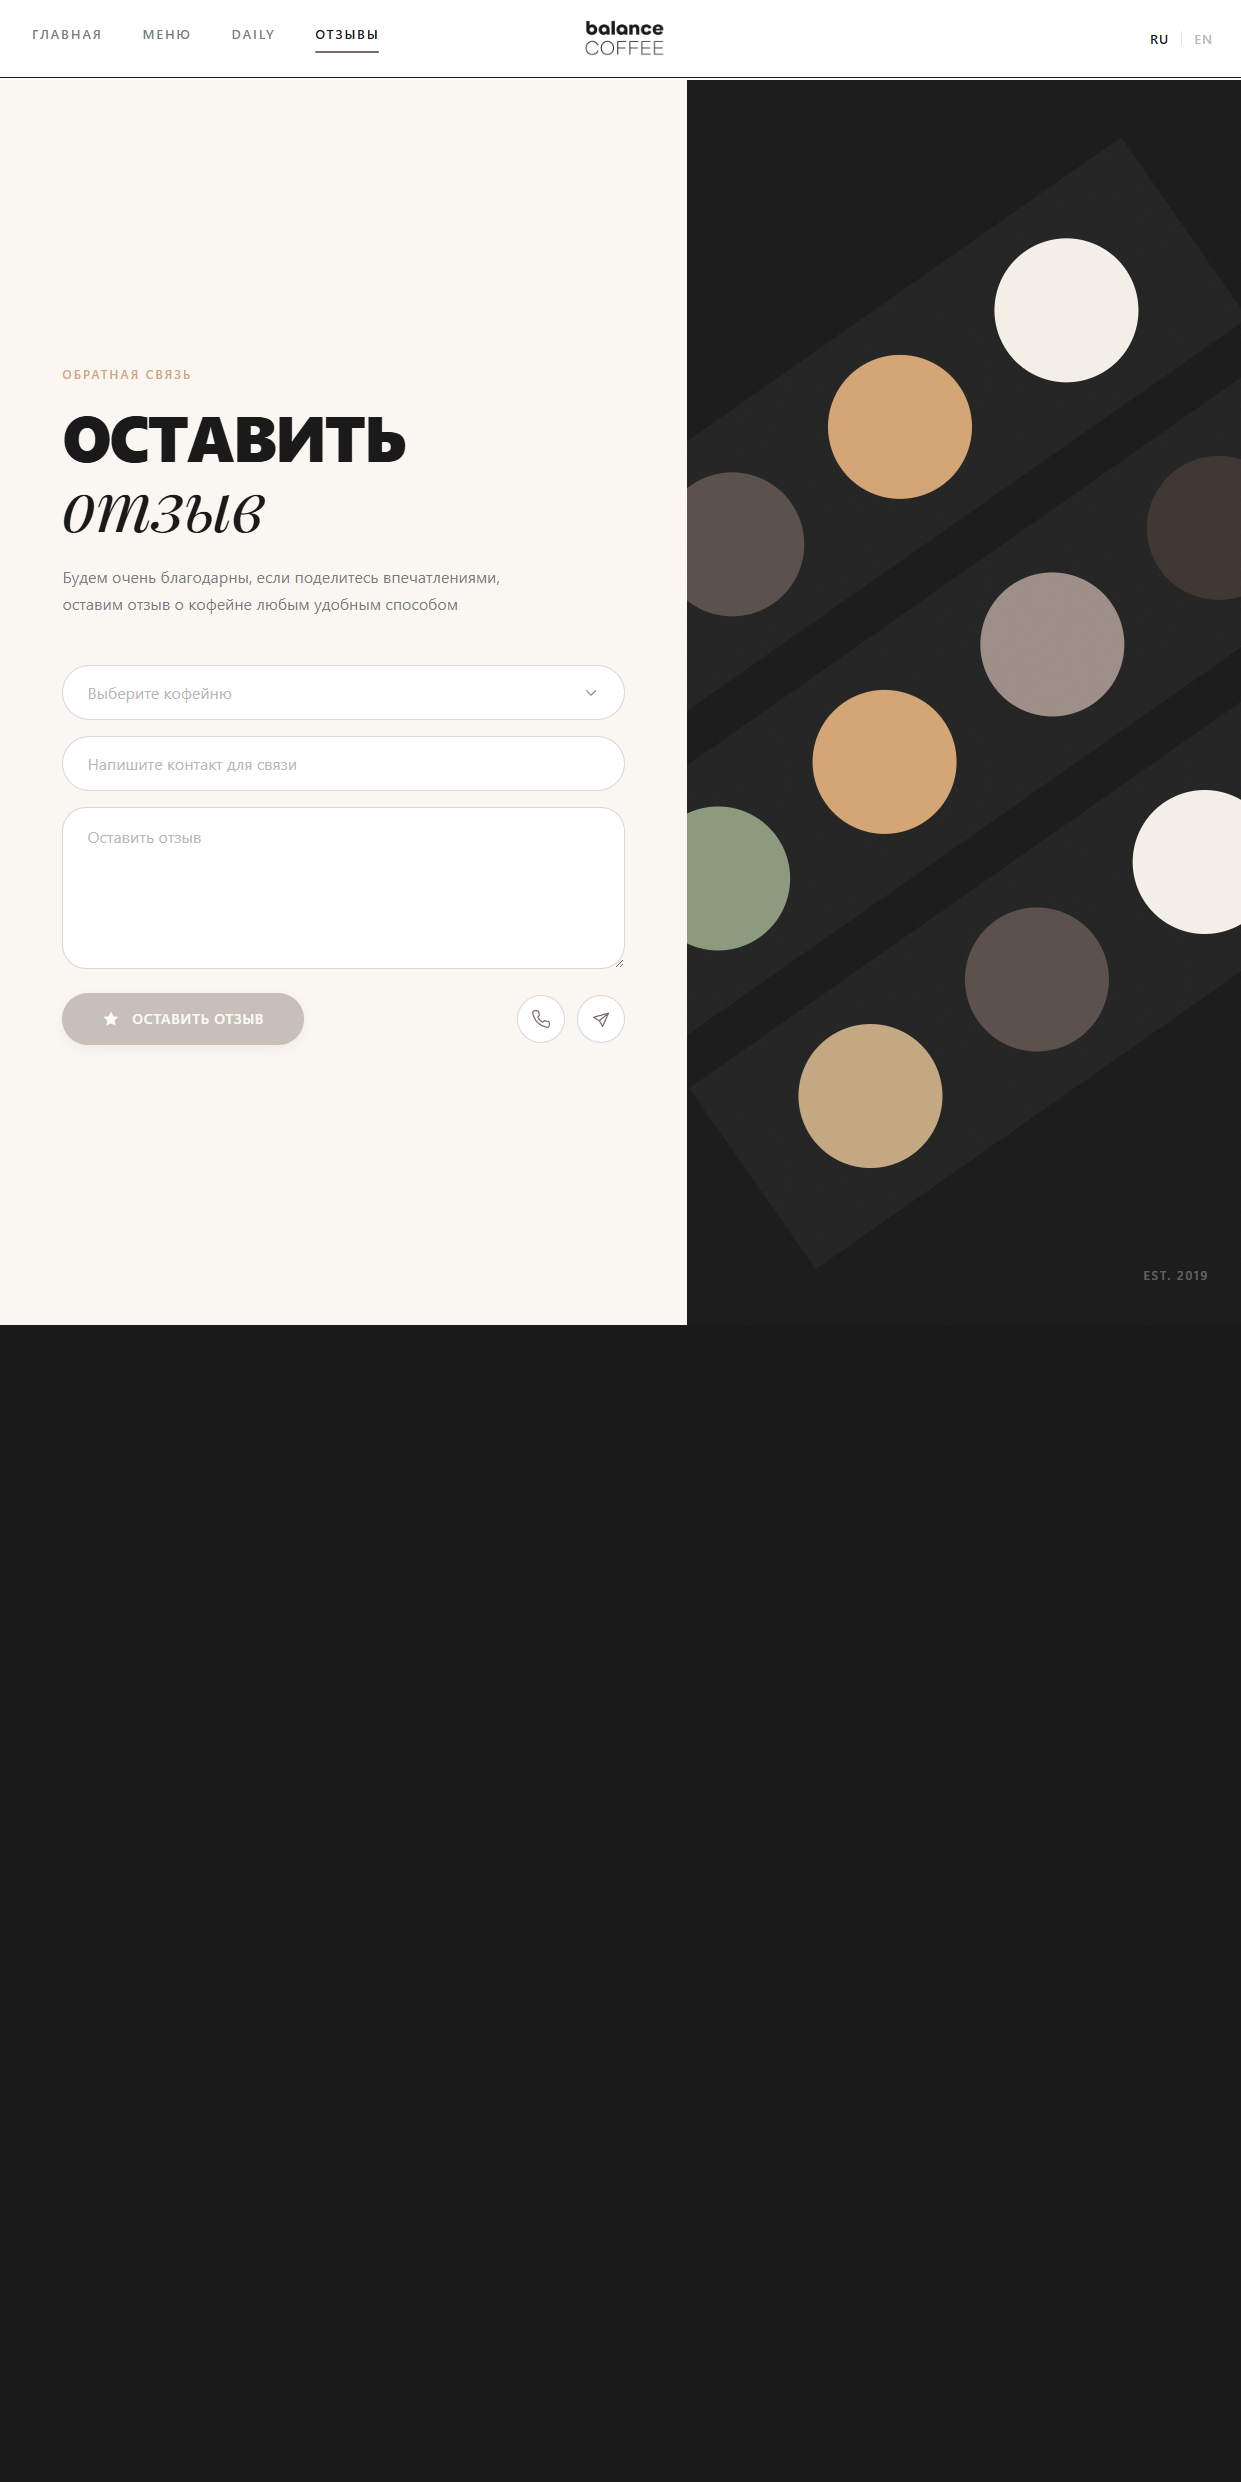 ГЛАВНАЯ МЕНЮ DAILY ОТЗЫВЫ
balance
COFFEE
RU EN
ОБРАТНАЯ СВЯЗЬ
ОСТАВИТЬ
отзыв
Будем очень благодарны, если поделитесь впечатлениями,
оставим отзыв о кофейне любым удобным способом
Выберите кофейню
Напишите контакт для связи
Оставить отзыв
ОСТАВИТЬ ОТЗЫВ
EST. 2019